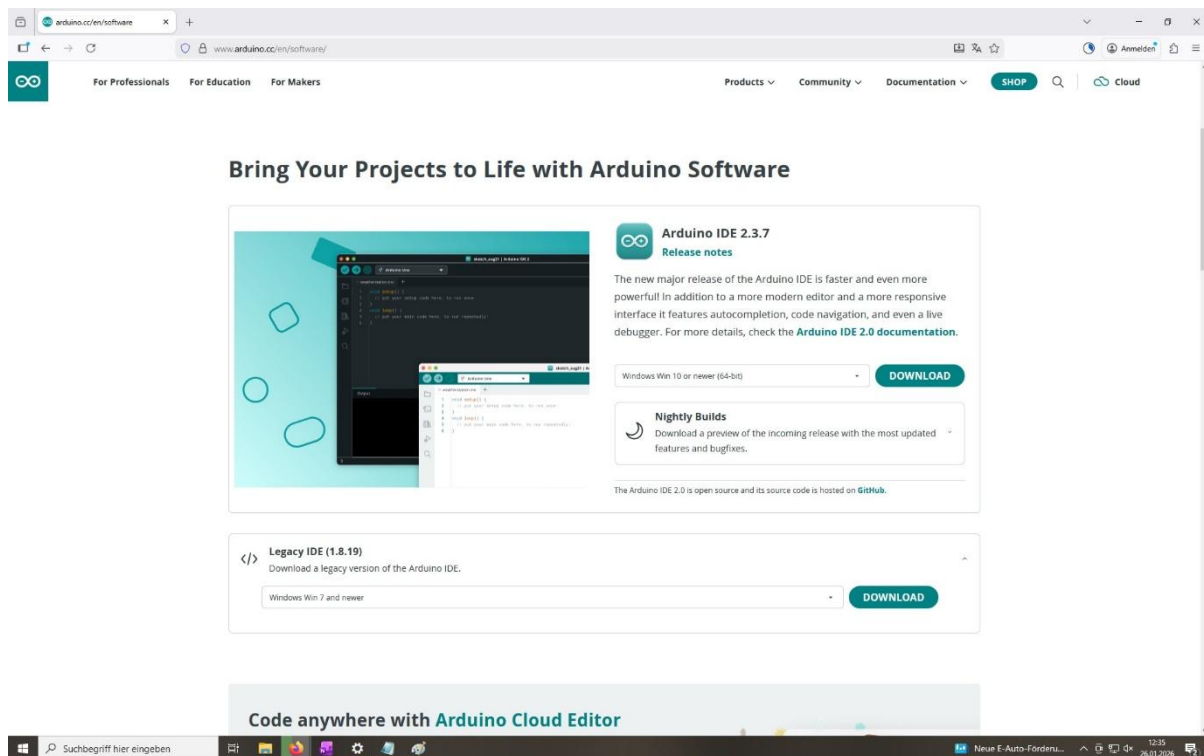 arduino.cc/en/software
www.arduino.cc/en/software/
Anmelden
For Professionals For Education For Makers Products Community Documentation SHOP Cloud
Bring Your Projects to Life with Arduino Software
Arduino IDE 2.3.7
Release notes
The new major release of the Arduino IDE is faster and even more
powerful! In addition to a more modern editor and a more responsive
interface it features autocompletion, code navigation, and even a live
debugger. For more details, check the Arduino IDE 2.0 documentation.
Windows Win 10 or newer (64-bit) DOWNLOAD
Nightly Builds
Download a preview of the incoming release with the most updated
features and bugfixes.
The Arduino IDE 2.0 is open source and its source code is hosted on GitHub.
Legacy IDE (1.8.19)
Download a legacy version of the Arduino IDE.
Windows Win 7 and newer DOWNLOAD
Code anywhere with Arduino Cloud Editor
Suchbegriff hier eingeben
Neue E-Auto-Förderu...
12:35
26.01.2026